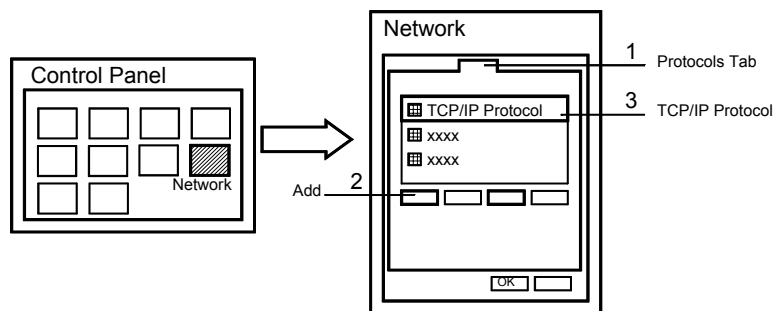 Control Panel
Network
Network
1
Protocols Tab
TCP/IP Protocol
3
TCP/IP Protocol
xxxx
xxxx
Add
2
OK